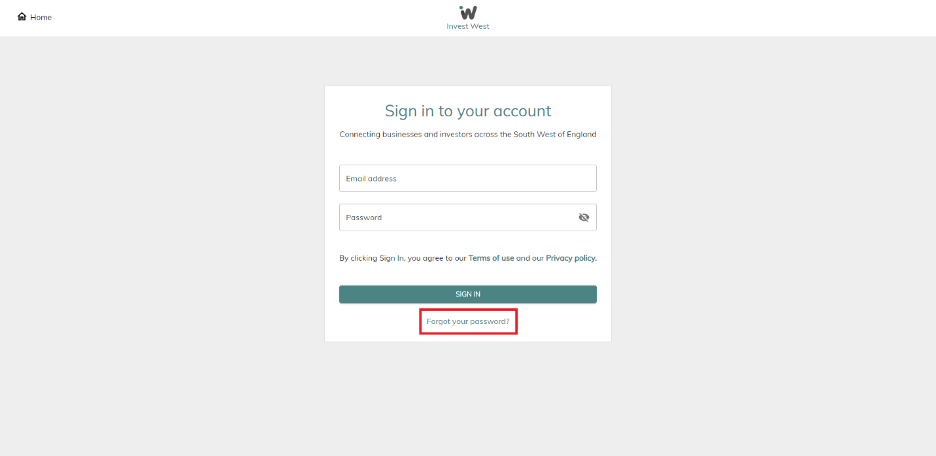 Home
Invest West
Sign in to your account
Connecting businesses and investors across the South West of England
Email address
Password
By clicking Sign In, you agree to our Terms of use and our Privacy policy.
SIGN IN
Forgot your password?